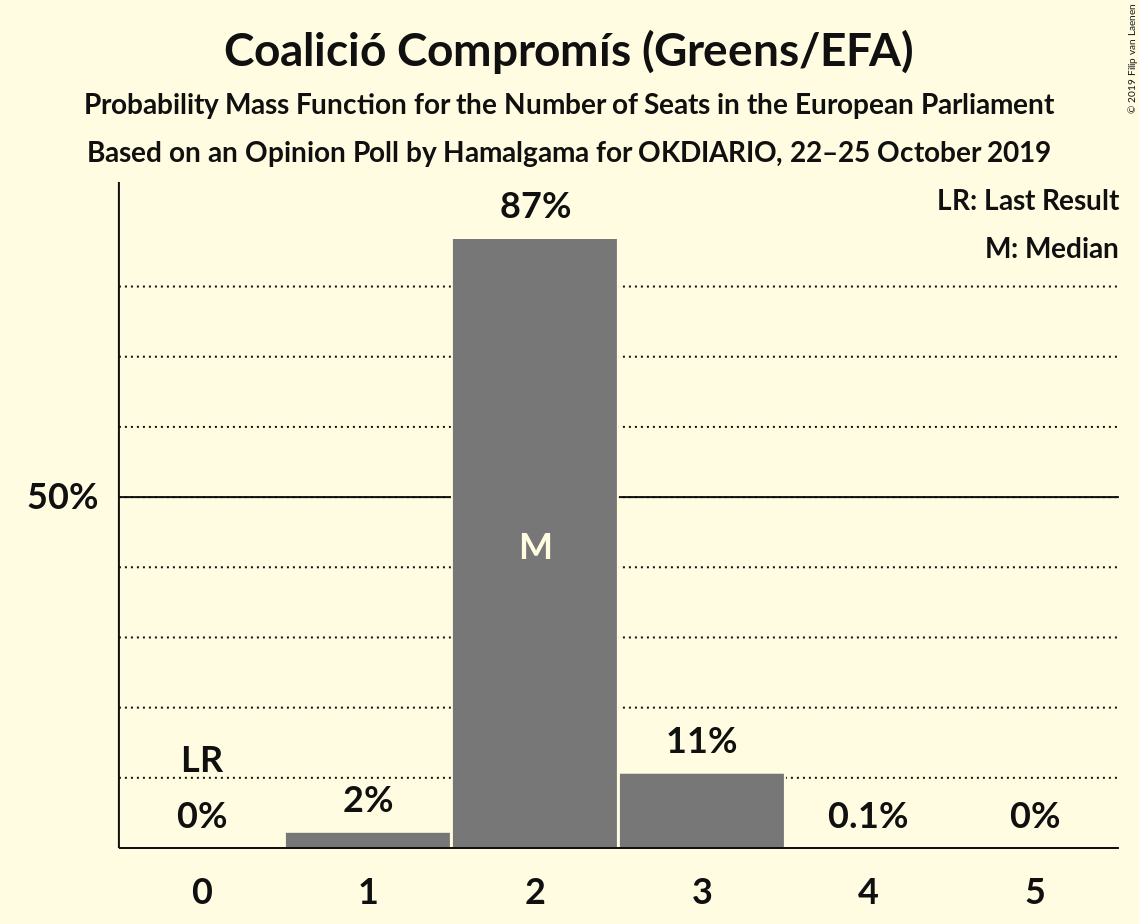 Coalició Compromís (Greens/EFA)
Probability Mass Function for the Number of Seats in the European Parliament
Based on an Opinion Poll by Hamalgama for OKDIARIO, 22–25 October 2019
© 2019 Filip van Laenen
LR: Last Result
M: Median
87%
50%
M
LR
11%
0%
2%
0.1%
0%
0
1
2
3
4
5